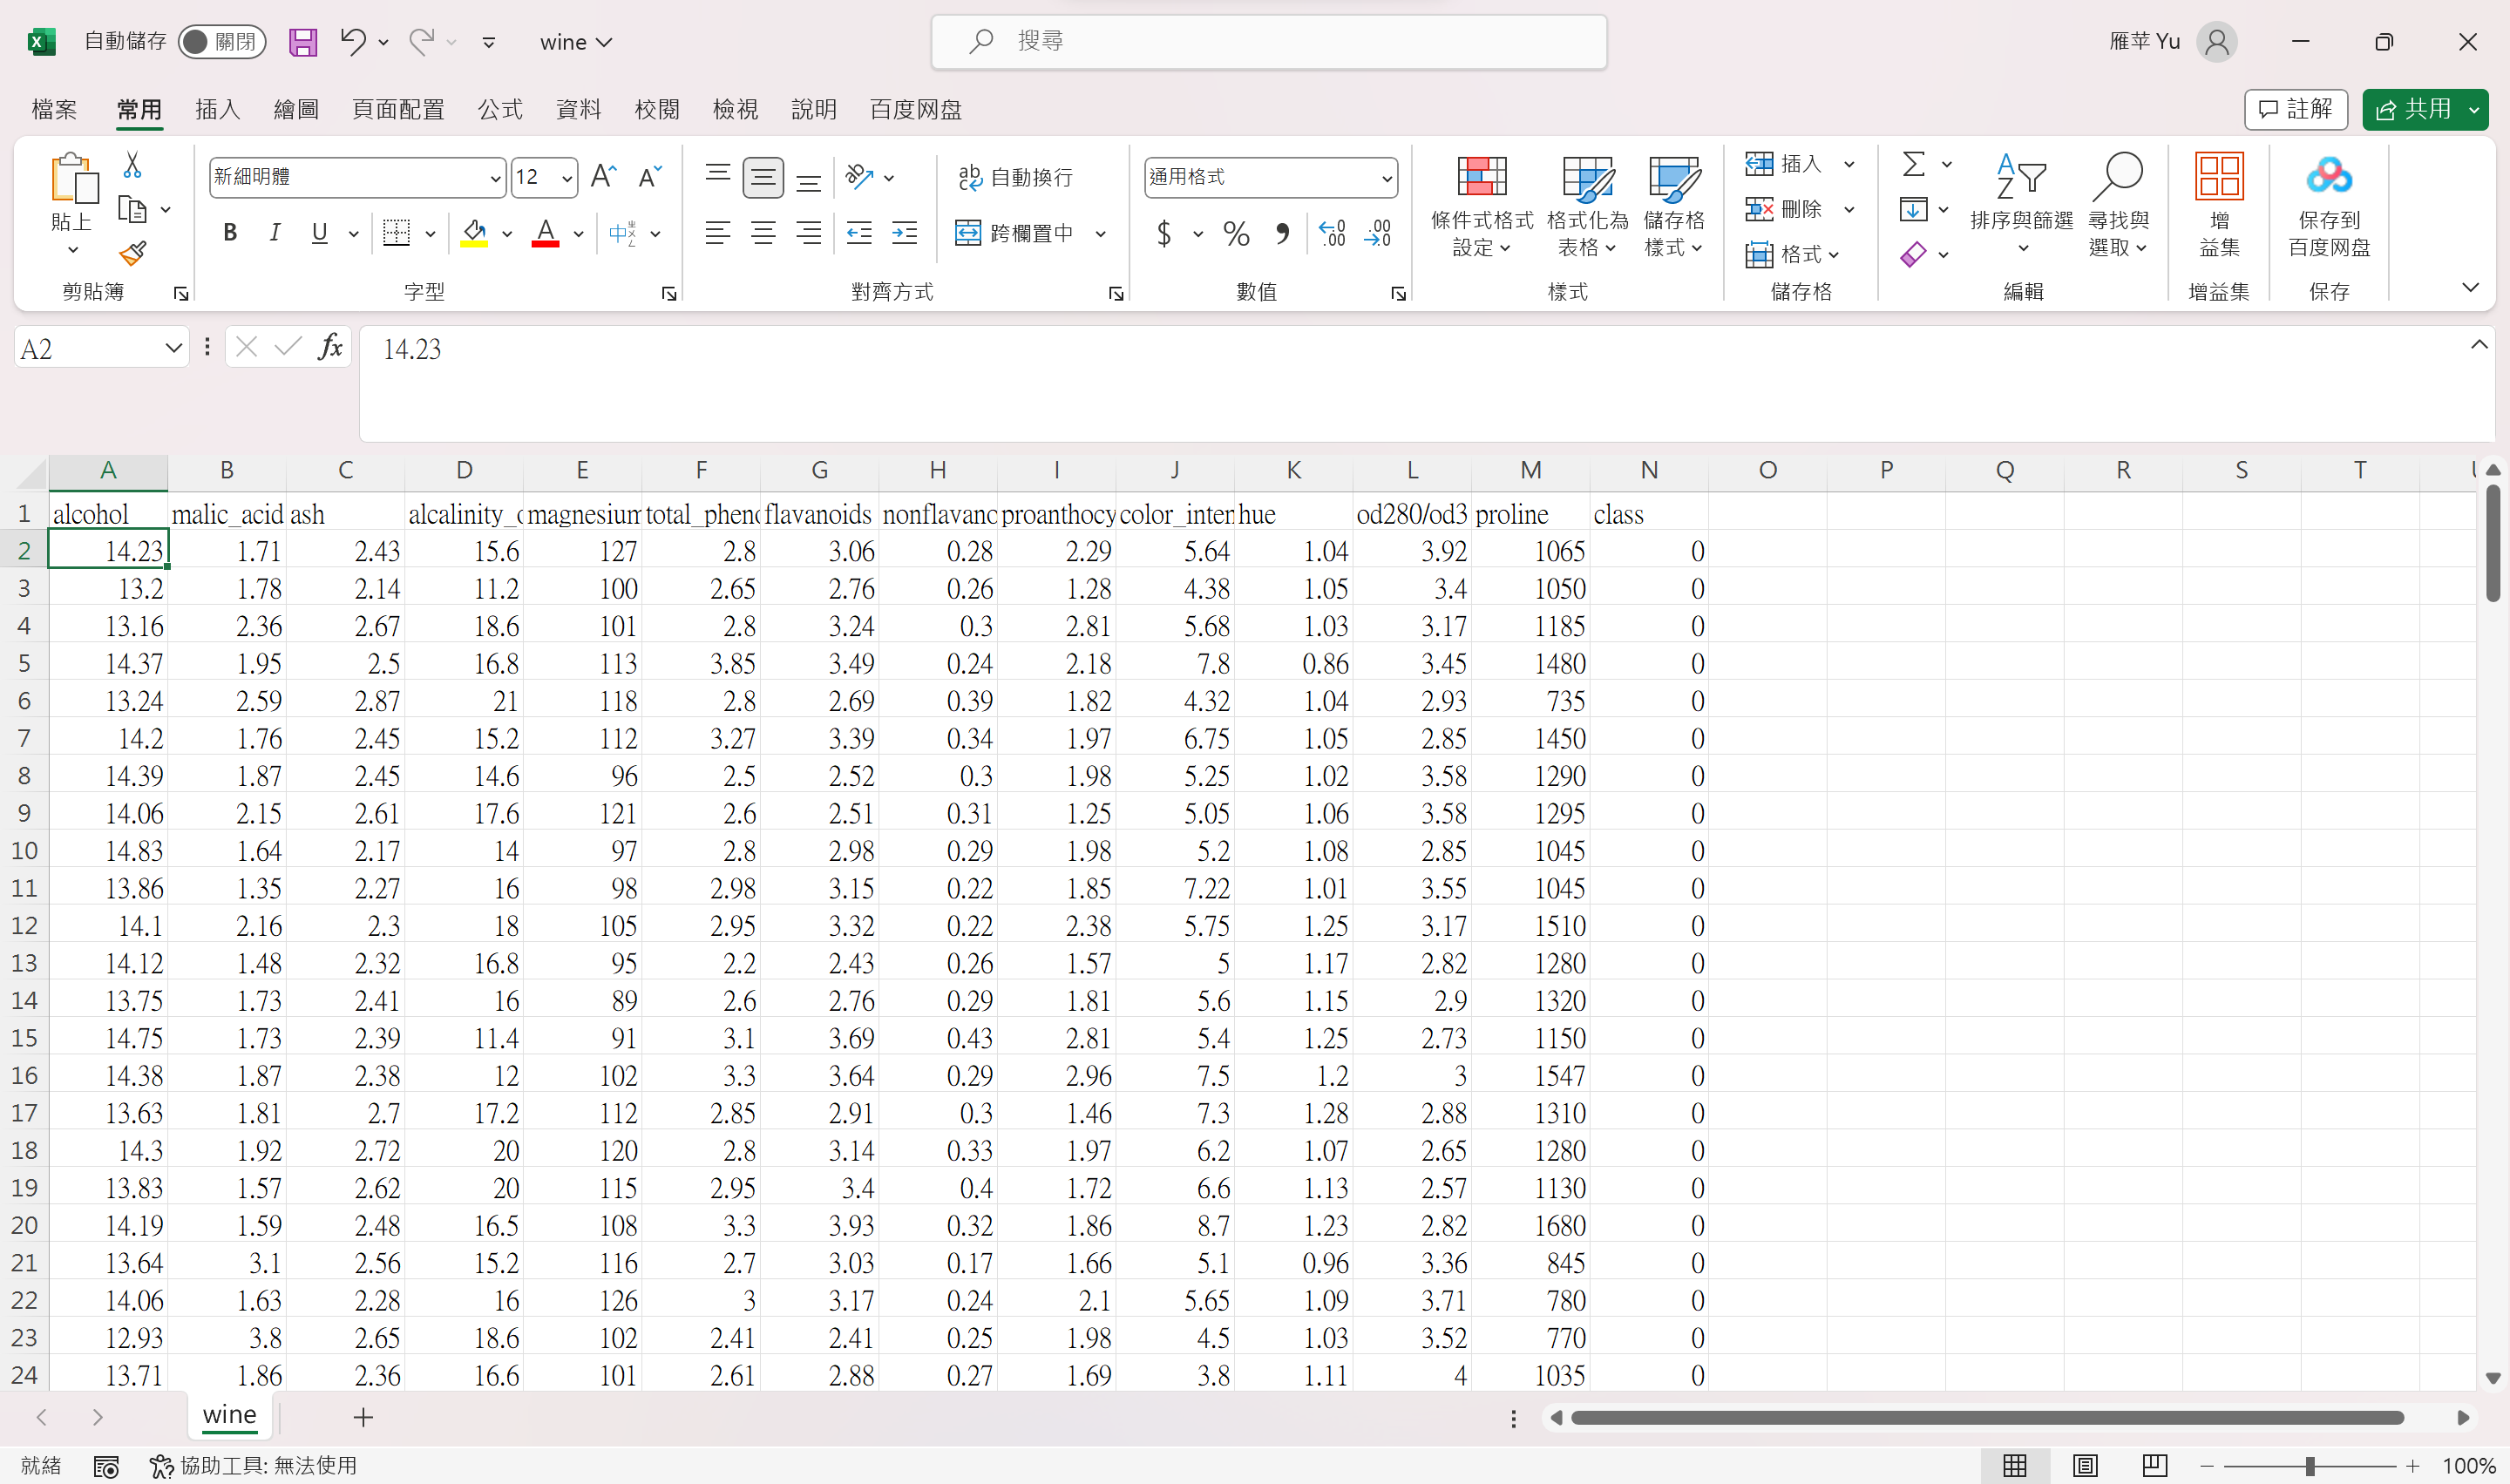 自動儲存 關閉 wine 搜尋 雁苹 Yu
檔案 常用 插入 繪圖 頁面配置 公式 資料 校閱 檢視 說明 百度网盘 註解 共用
貼上 新細明體 12 自動換行 通用格式 條件式格式 設定 格式化為 表格 儲存格 樣式 插入 刪除 格式 排序與篩選 尋找與 選取 增 益集 保存到 百度网盘
B I U A 中 跨欄置中 $ %
剪貼簿 字型 對齊方式 數值 樣式 儲存格 編輯 增益集 保存
A2 fx 14.23
A B C D E F G H I J K L M N O P Q R S T
1 alcohol malic_acid ash alcalinity_ magnesium total_phen flavanoids nonflavano proanthocy color_inter hue od280/od3 proline class
2 14.23 1.71 2.43 15.6 127 2.8 3.06 0.28 2.29 5.64 1.04 3.92 1065 0
3 13.2 1.78 2.14 11.2 100 2.65 2.76 0.26 1.28 4.38 1.05 3.4 1050 0
4 13.16 2.36 2.67 18.6 101 2.8 3.24 0.3 2.81 5.68 1.03 3.17 1185 0
5 14.37 1.95 2.5 16.8 113 3.85 3.49 0.24 2.18 7.8 0.86 3.45 1480 0
6 13.24 2.59 2.87 21 118 2.8 2.69 0.39 1.82 4.32 1.04 2.93 735 0
7 14.2 1.76 2.45 15.2 112 3.27 3.39 0.34 1.97 6.75 1.05 2.85 1450 0
8 14.39 1.87 2.45 14.6 96 2.5 2.52 0.3 1.98 5.25 1.02 3.58 1290 0
9 14.06 2.15 2.61 17.6 121 2.6 2.51 0.31 1.25 5.05 1.06 3.58 1295 0
10 14.83 1.64 2.17 14 97 2.8 2.98 0.29 1.98 5.2 1.08 2.85 1045 0
11 13.86 1.35 2.27 16 98 2.98 3.15 0.22 1.85 7.22 1.01 3.55 1045 0
12 14.1 2.16 2.3 18 105 2.95 3.32 0.22 2.38 5.75 1.25 3.17 1510 0
13 14.12 1.48 2.32 16.8 95 2.2 2.43 0.26 1.57 5 1.17 2.82 1280 0
14 13.75 1.73 2.41 16 89 2.6 2.76 0.29 1.81 5.6 1.15 2.9 1320 0
15 14.75 1.73 2.39 11.4 91 3.1 3.69 0.43 2.81 5.4 1.25 2.73 1150 0
16 14.38 1.87 2.38 12 102 3.3 3.64 0.29 2.96 7.5 1.2 3 1547 0
17 13.63 1.81 2.7 17.2 112 2.85 2.91 0.3 1.46 7.3 1.28 2.88 1310 0
18 14.3 1.92 2.72 20 120 2.8 3.14 0.33 1.97 6.2 1.07 2.65 1280 0
19 13.83 1.57 2.62 20 115 2.95 3.4 0.4 1.72 6.6 1.13 2.57 1130 0
20 14.19 1.59 2.48 16.5 108 3.3 3.93 0.32 1.86 8.7 1.23 2.82 1680 0
21 13.64 3.1 2.56 15.2 116 2.7 3.03 0.17 1.66 5.1 0.96 3.36 845 0
22 14.06 1.63 2.28 16 126 3 3.17 0.24 2.1 5.65 1.09 3.71 780 0
23 12.93 3.8 2.65 18.6 102 2.41 2.41 0.25 1.98 4.5 1.03 3.52 770 0
24 13.71 1.86 2.36 16.6 101 2.61 2.88 0.27 1.69 3.8 1.11 4 1035 0
wine
就緒 協助工具: 無法使用 100%